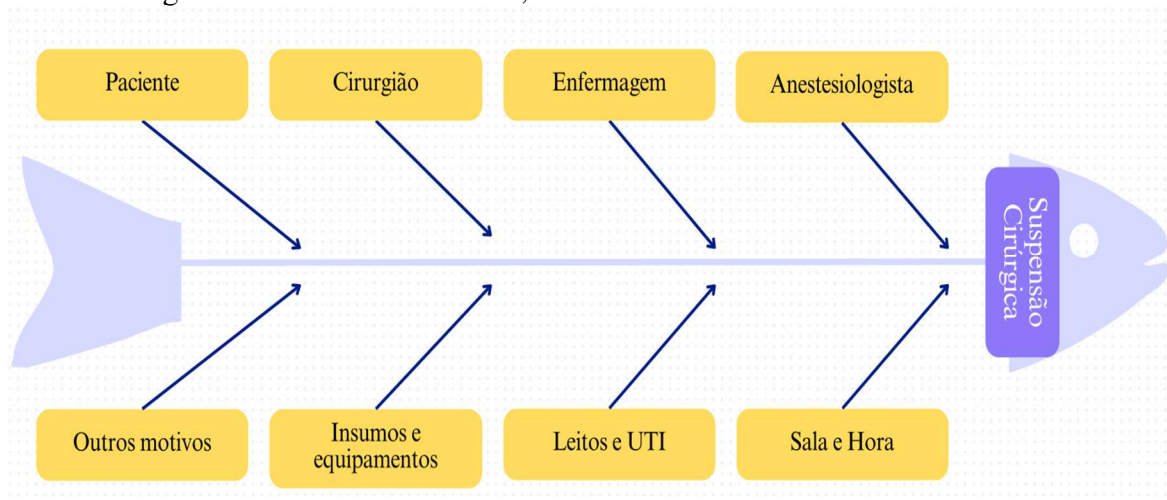 Paciente
Cirurgião
Enfermagem
Anestesiologista
Suspensão
Cirúrgica
Outros motivos
Insumos e
equipamentos
Leitos e UTI
Sala e Hora